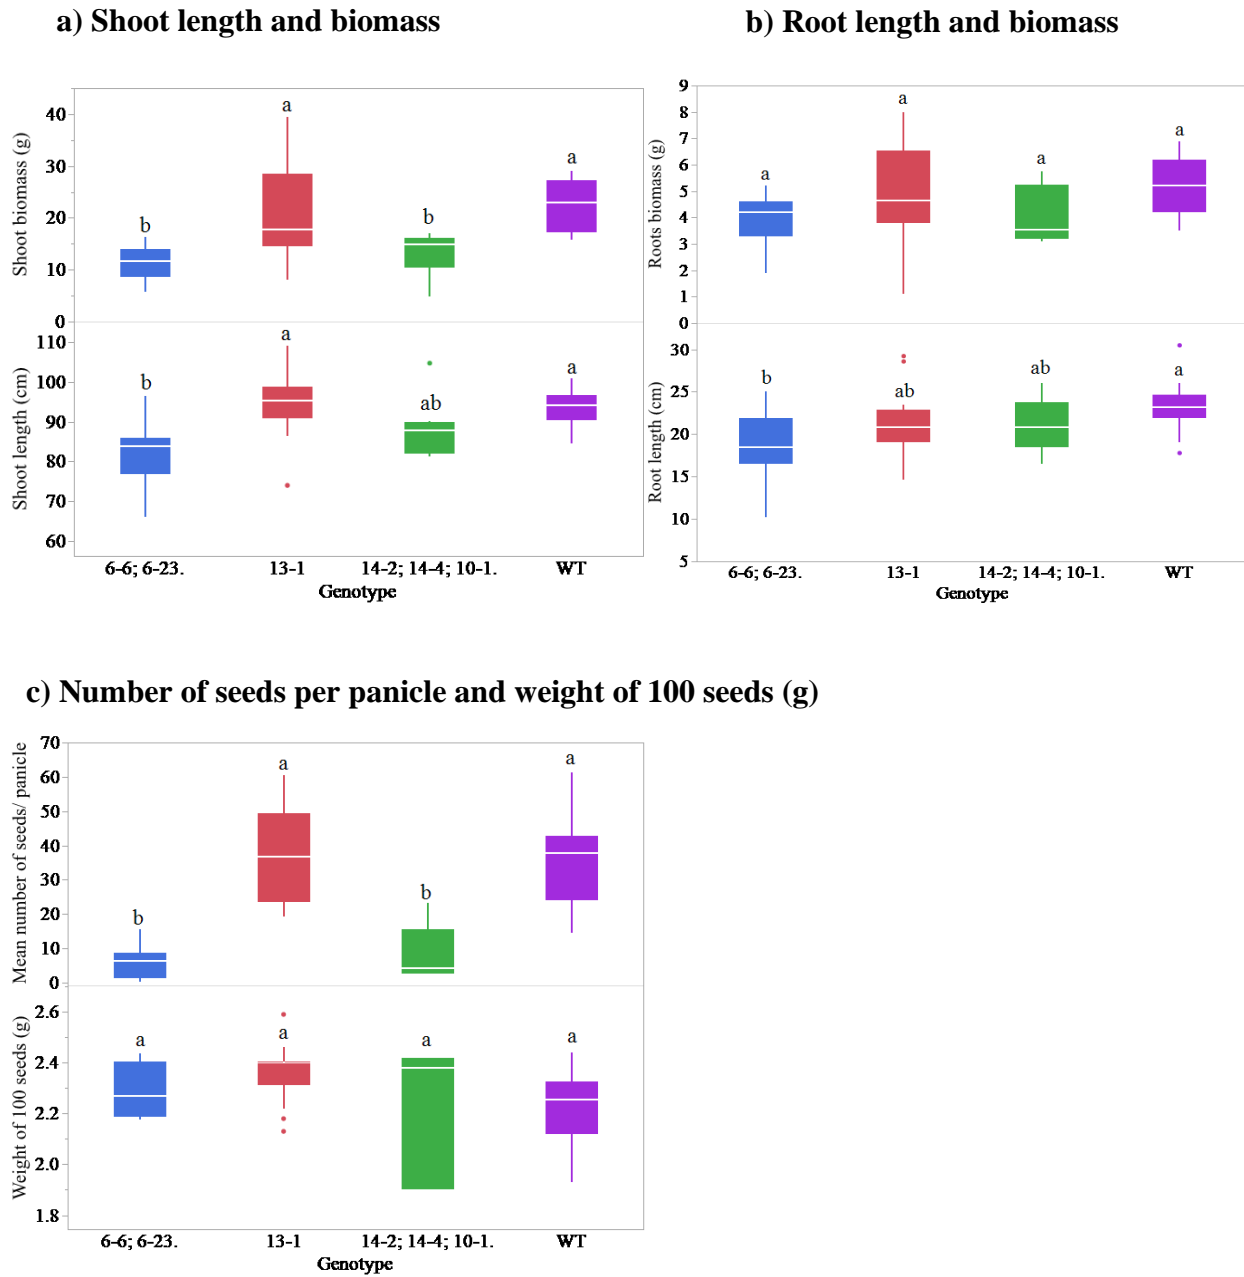 a) Shoot length and biomass
Shoot biomass (g)
40
30
20
10
0
a
a
b
b
Shoot length (cm)
110
100
90
80
70
60
a
a
b
ab
6-6; 6-23.
13-1
14-2; 14-4; 10-1.
WT
Genotype
b) Root length and biomass
Roots biomass (g)
9
8
7
6
5
4
3
2
1
0
a
a
a
a
Root length (cm)
30
25
20
15
10
5
b
ab
ab
a
6-6; 6-23.
13-1
14-2; 14-4; 10-1.
WT
Genotype
c) Number of seeds per panicle and weight of 100 seeds (g)
Mean number of seeds/ panicle
70
60
50
40
30
20
10
0
b
a
b
a
Weight of 100 seeds (g)
2.6
2.4
2.2
2.0
1.8
a
a
a
a
6-6; 6-23.
13-1
14-2; 14-4; 10-1.
WT
Genotype